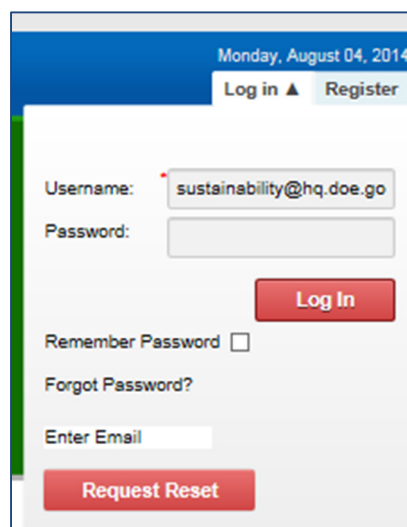 Monday, August 04, 2014
Log in ▲ Register
Username: * sustainability@hq.doe.go
Password:
Log In
Remember Password
Forgot Password?
Enter Email
Request Reset